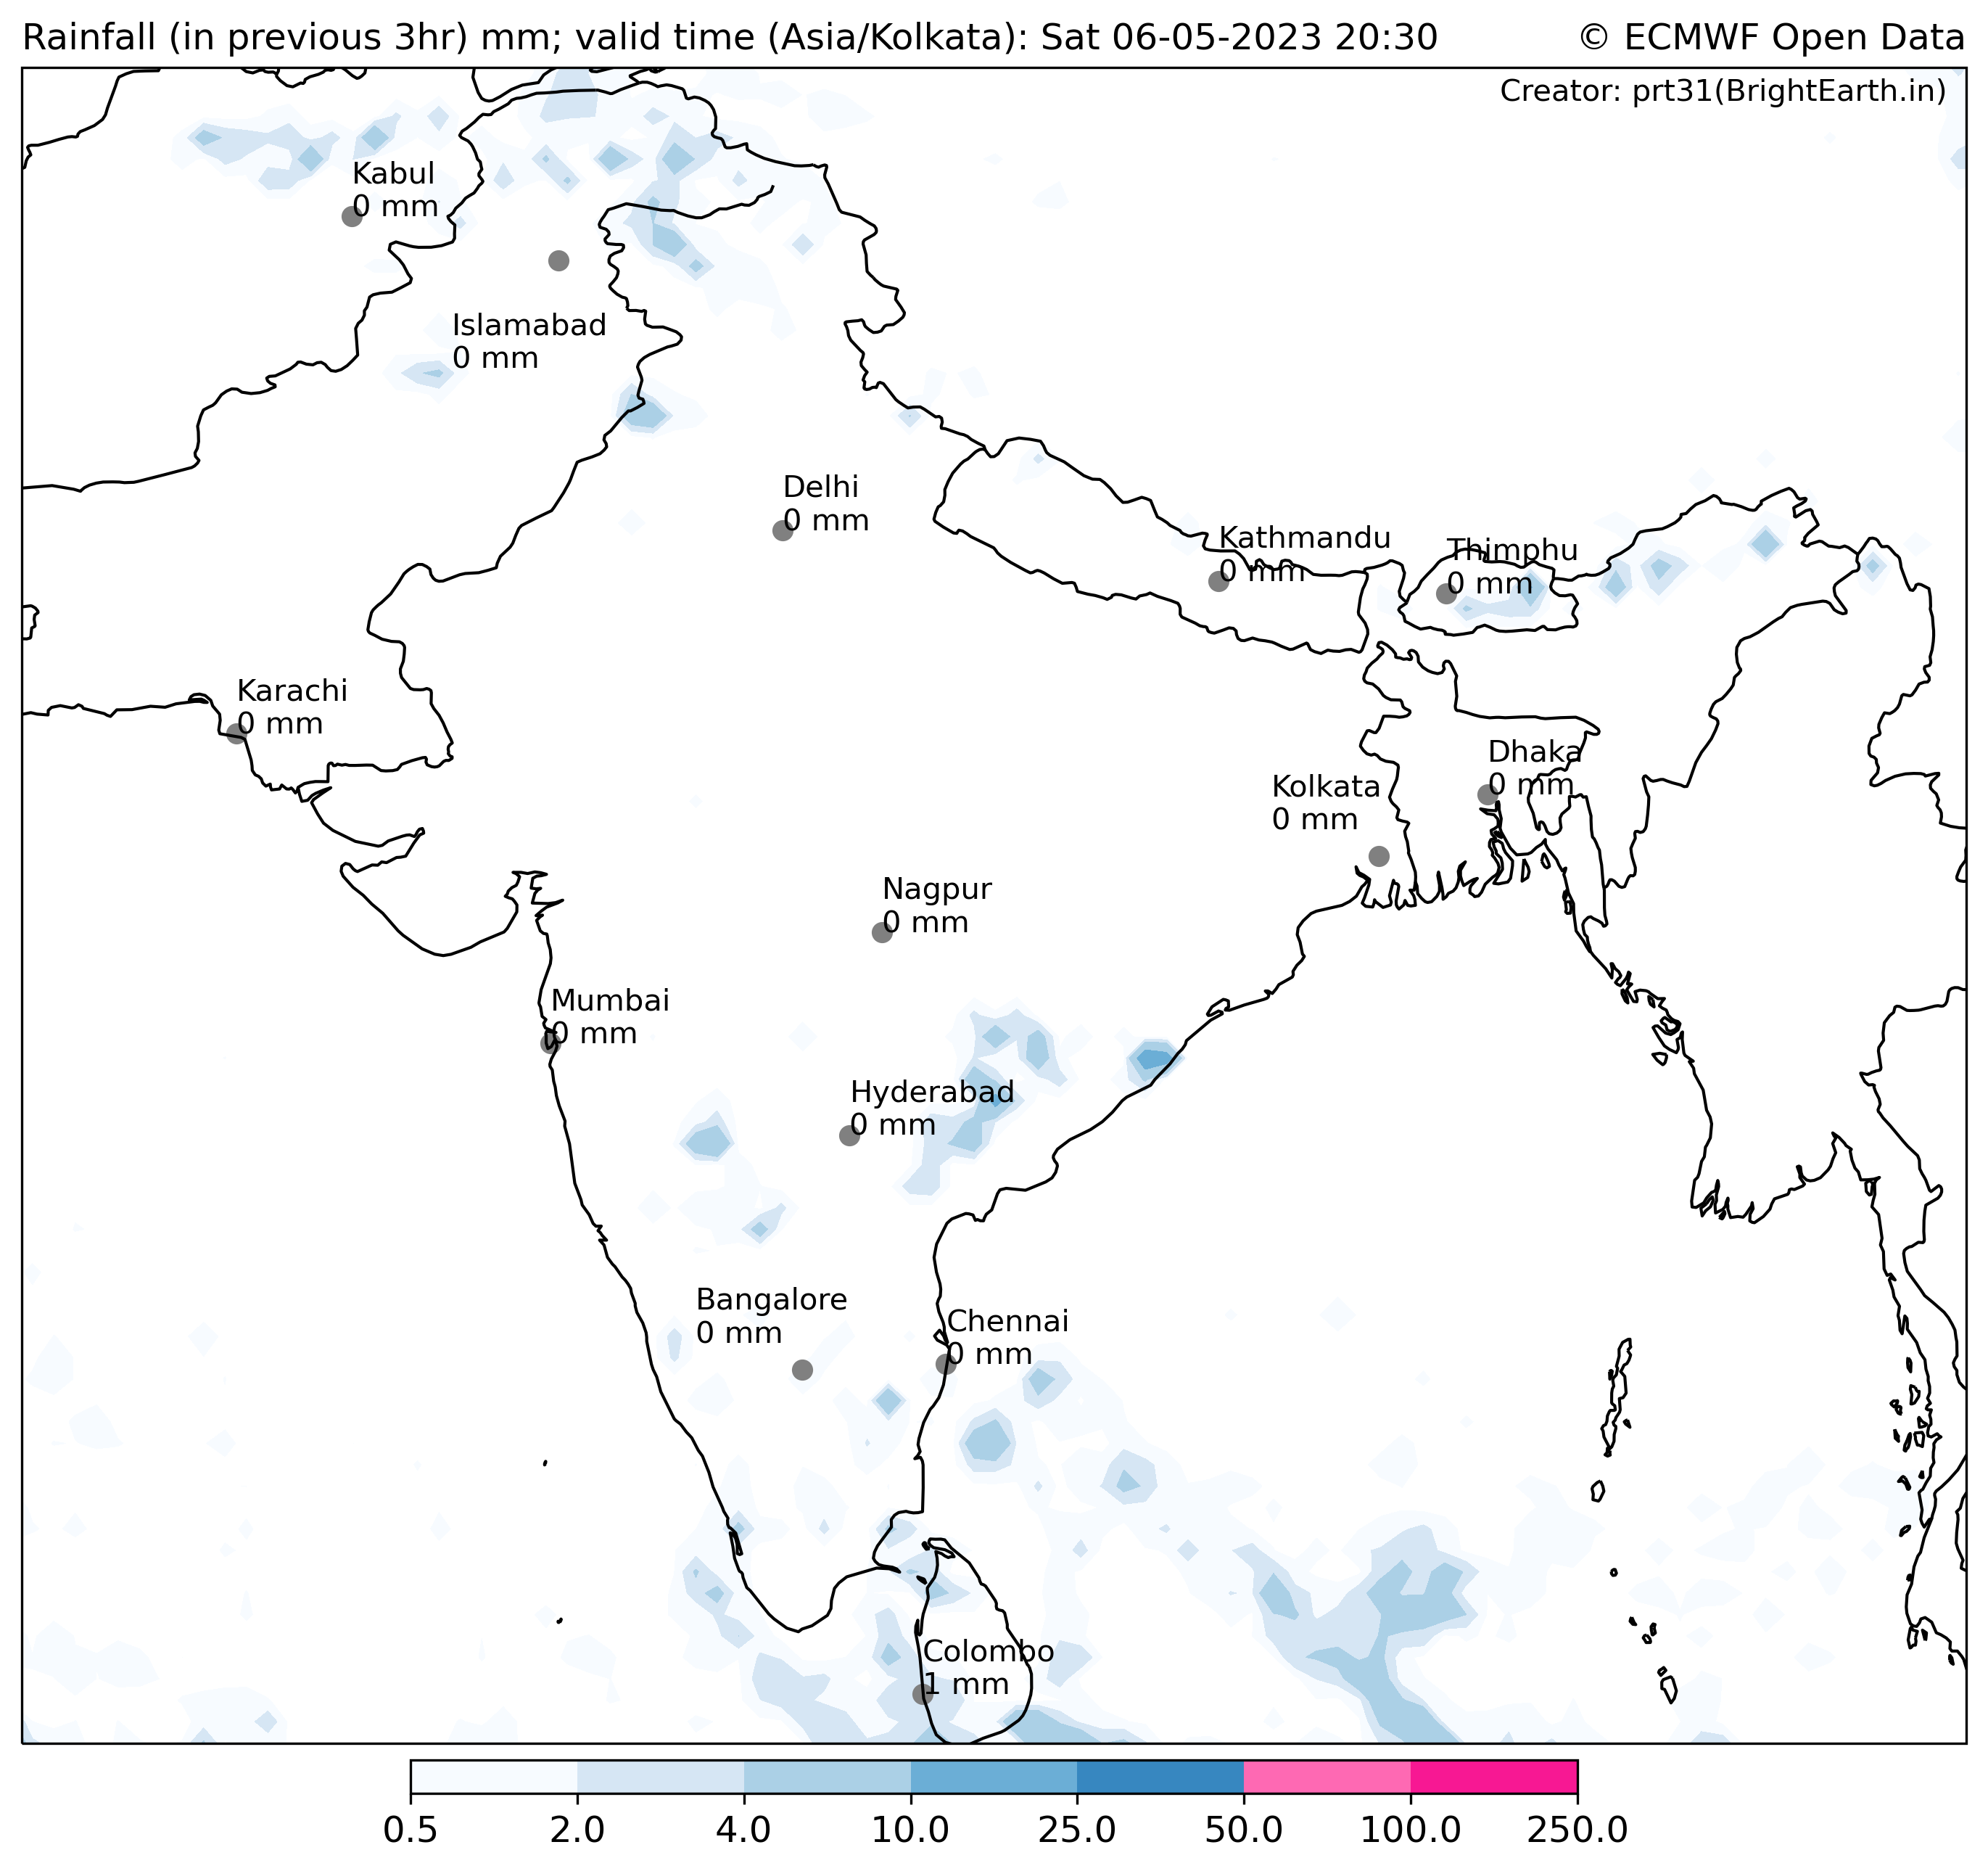 Rainfall (in previous 3hr) mm; valid time (Asia/Kolkata): Sat 06-05-2023 20:30
© ECMWF Open Data
Creator: prt31(BrightEarth.in)
Kabul
0 mm
Islamabad
0 mm
Delhi
0 mm
Kathmandu
0 mm
Thimphu
0 mm
Karachi
0 mm
Dhaka
0 mm
Kolkata
0 mm
Nagpur
0 mm
Mumbai
0 mm
Hyderabad
0 mm
Bangalore
0 mm
Chennai
0 mm
Colombo
1 mm
0.5 2.0 4.0 10.0 25.0 50.0 100.0 250.0